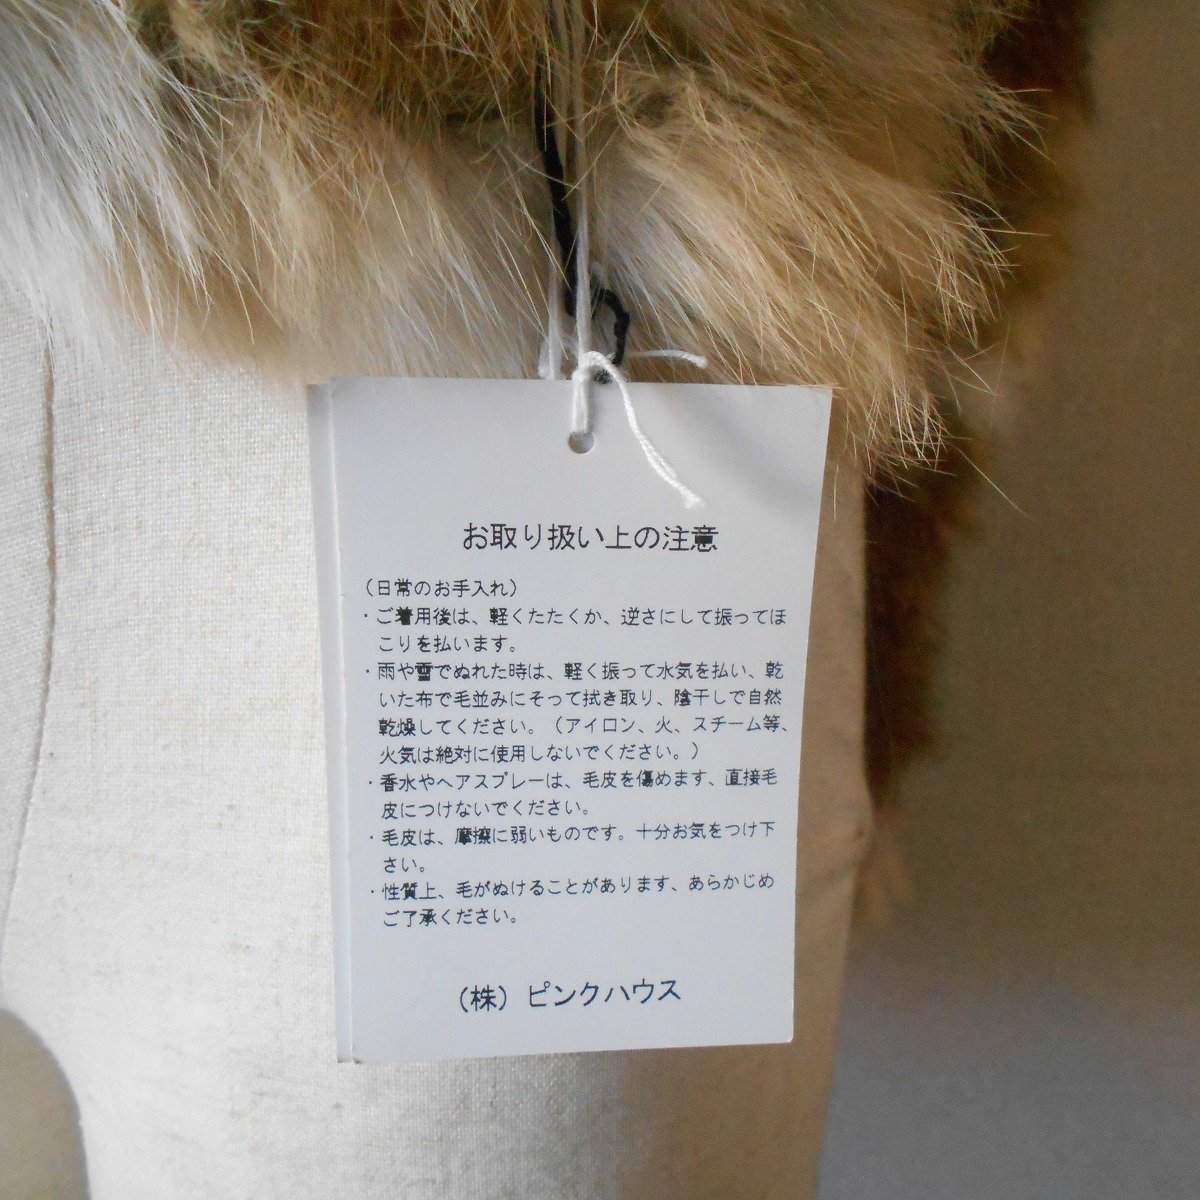 お取り扱い上の注意
（日常のお手入れ）
・ご着用後は、軽くたたくか、逆さにして振ってほ
こりを払います。
・雨や雪でぬれた時は、軽く振って水気を払い、乾
いた布で毛並みにそって拭き取り、陰干しで自然
乾燥してください。（アイロン、火、スチーム等、
火気は絶対に使用しないでください。）
・香水やヘアスプレーは、毛皮を傷めます、直接毛
皮につけないでください。
・毛皮は、摩擦に弱いものです。十分お気をつけ下
さい。
・性質上、毛がぬけることがあります、あらかじめ
ご了承ください。
（株）ピンクハウス